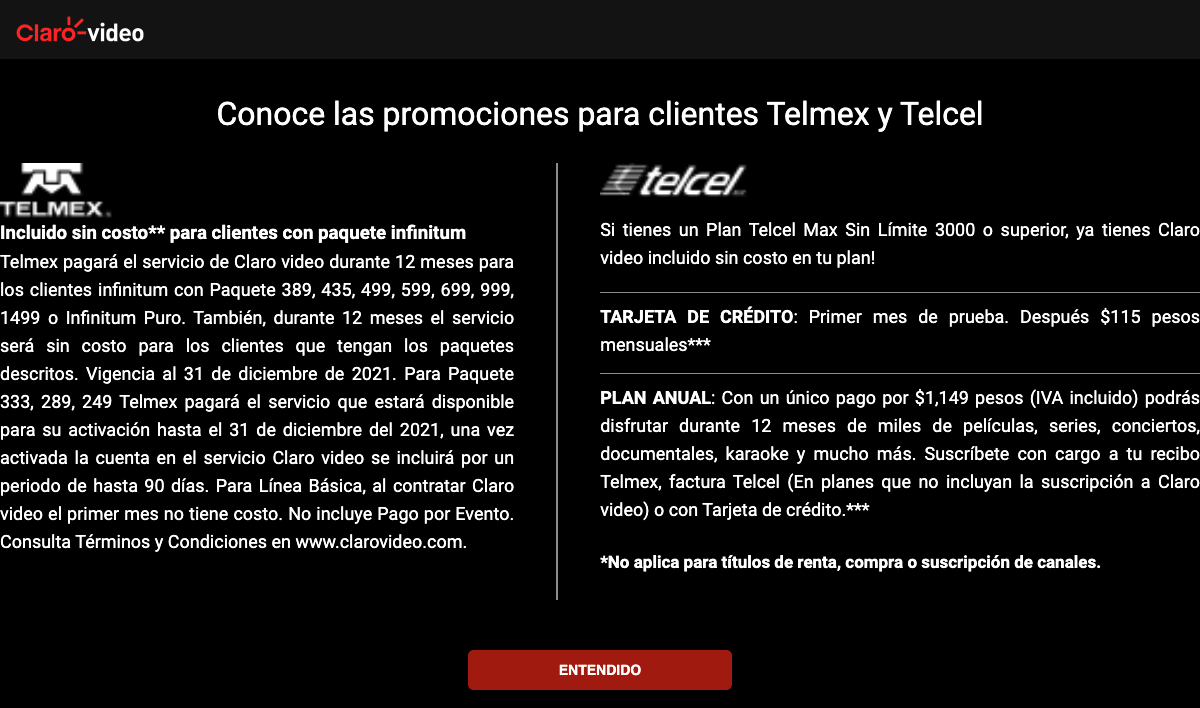 Claro video
Conoce las promociones para clientes Telmex y Telcel
TELMEX
Incluido sin costo** para clientes con paquete infinitum
Telmex pagará el servicio de Claro video durante 12 meses para
los clientes infinitum con Paquete 389, 435, 499, 599, 699, 999,
1499 o Infinitum Puro. También, durante 12 meses el servicio
será sin costo para los clientes que tengan los paquetes
descritos. Vigencia al 31 de diciembre de 2021. Para Paquete
333, 289, 249 Telmex pagará el servicio que estará disponible
para su activación hasta el 31 de diciembre del 2021, una vez
activada la cuenta en el servicio Claro video se incluirá por un
periodo de hasta 90 días. Para Línea Básica, al contratar Claro
video el primer mes no tiene costo. No incluye Pago por Evento.
Consulta Términos y Condiciones en www.clarovideo.com.
telcel
Si tienes un Plan Telcel Max Sin Límite 3000 o superior, ya tienes Claro
video incluido sin costo en tu plan!
TARJETA DE CRÉDITO: Primer mes de prueba. Después $115 pesos
mensuales***
PLAN ANUAL: Con un único pago por $1,149 pesos (IVA incluido) podrás
disfrutar durante 12 meses de miles de películas, series, conciertos,
documentales, karaoke y mucho más. Suscríbete con cargo a tu recibo
Telmex, factura Telcel (En planes que no incluyan la suscripción a Claro
video) o con Tarjeta de crédito.***
*No aplica para títulos de renta, compra o suscripción de canales.
ENTENDIDO